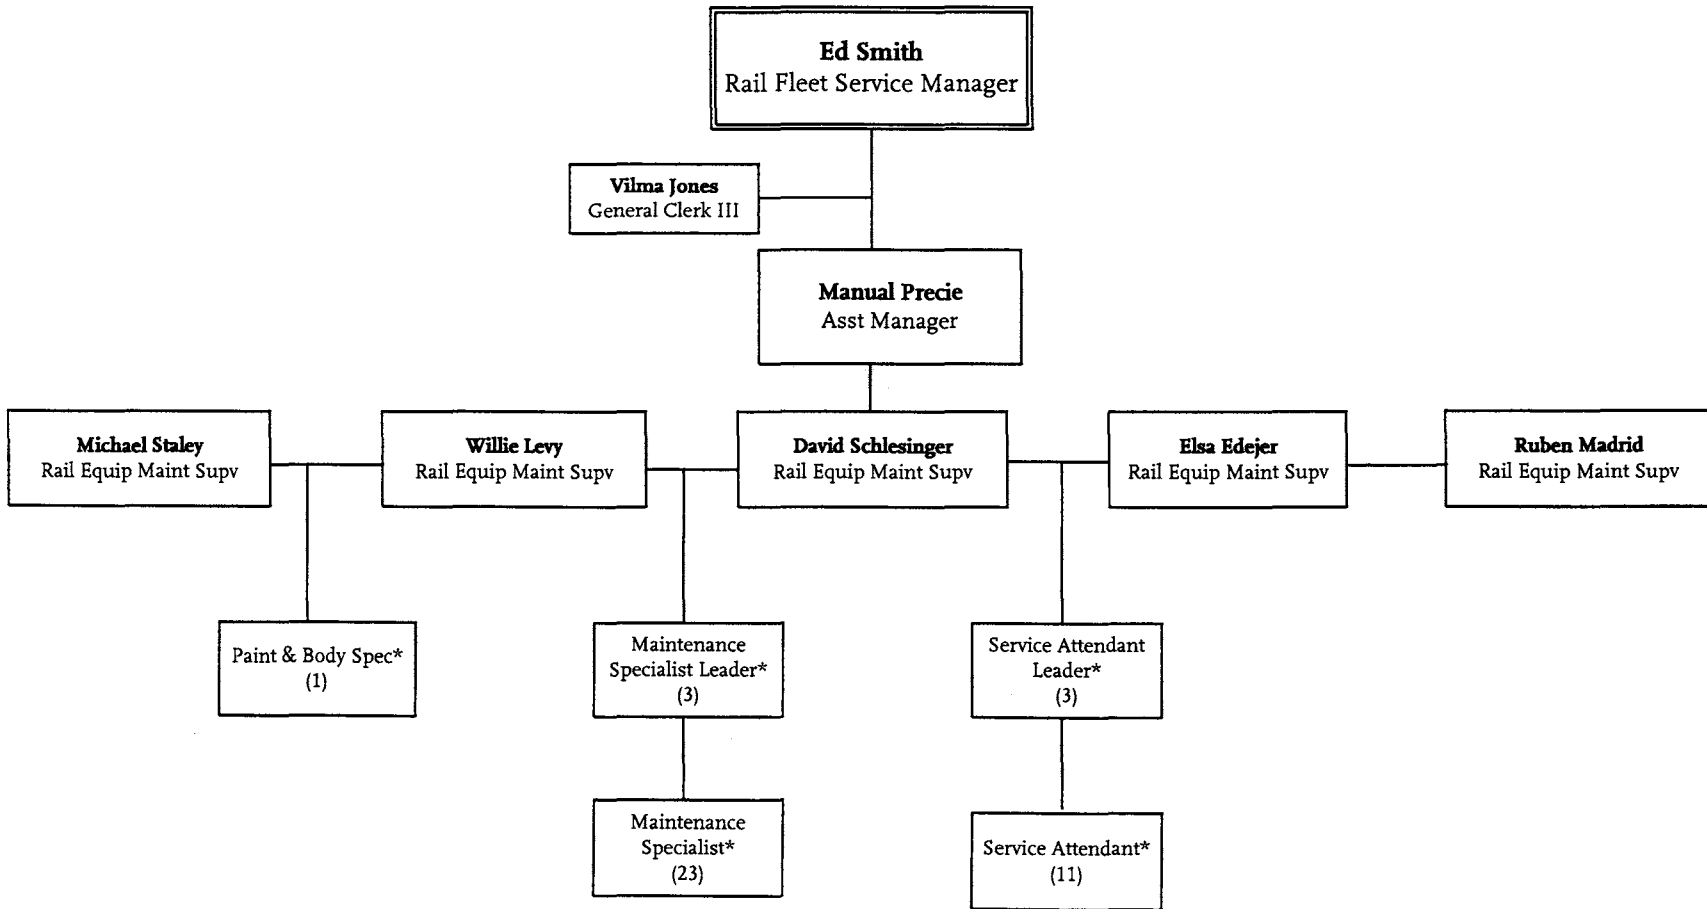 Ed Smith
Rail Fleet Service Manager
Vilma Jones
General Clerk III
Manual Precie
Asst Manager
Michael Staley
Rail Equip Maint Supv
Willie Levy
Rail Equip Maint Supv
David Schlesinger
Rail Equip Maint Supv
Elsa Edejer
Rail Equip Maint Supv
Ruben Madrid
Rail Equip Maint Supv
Paint & Body Spec*
(1)
Maintenance
Specialist Leader*
(3)
Service Attendant
Leader*
(3)
Maintenance
Specialist*
(23)
Service Attendant*
(11)